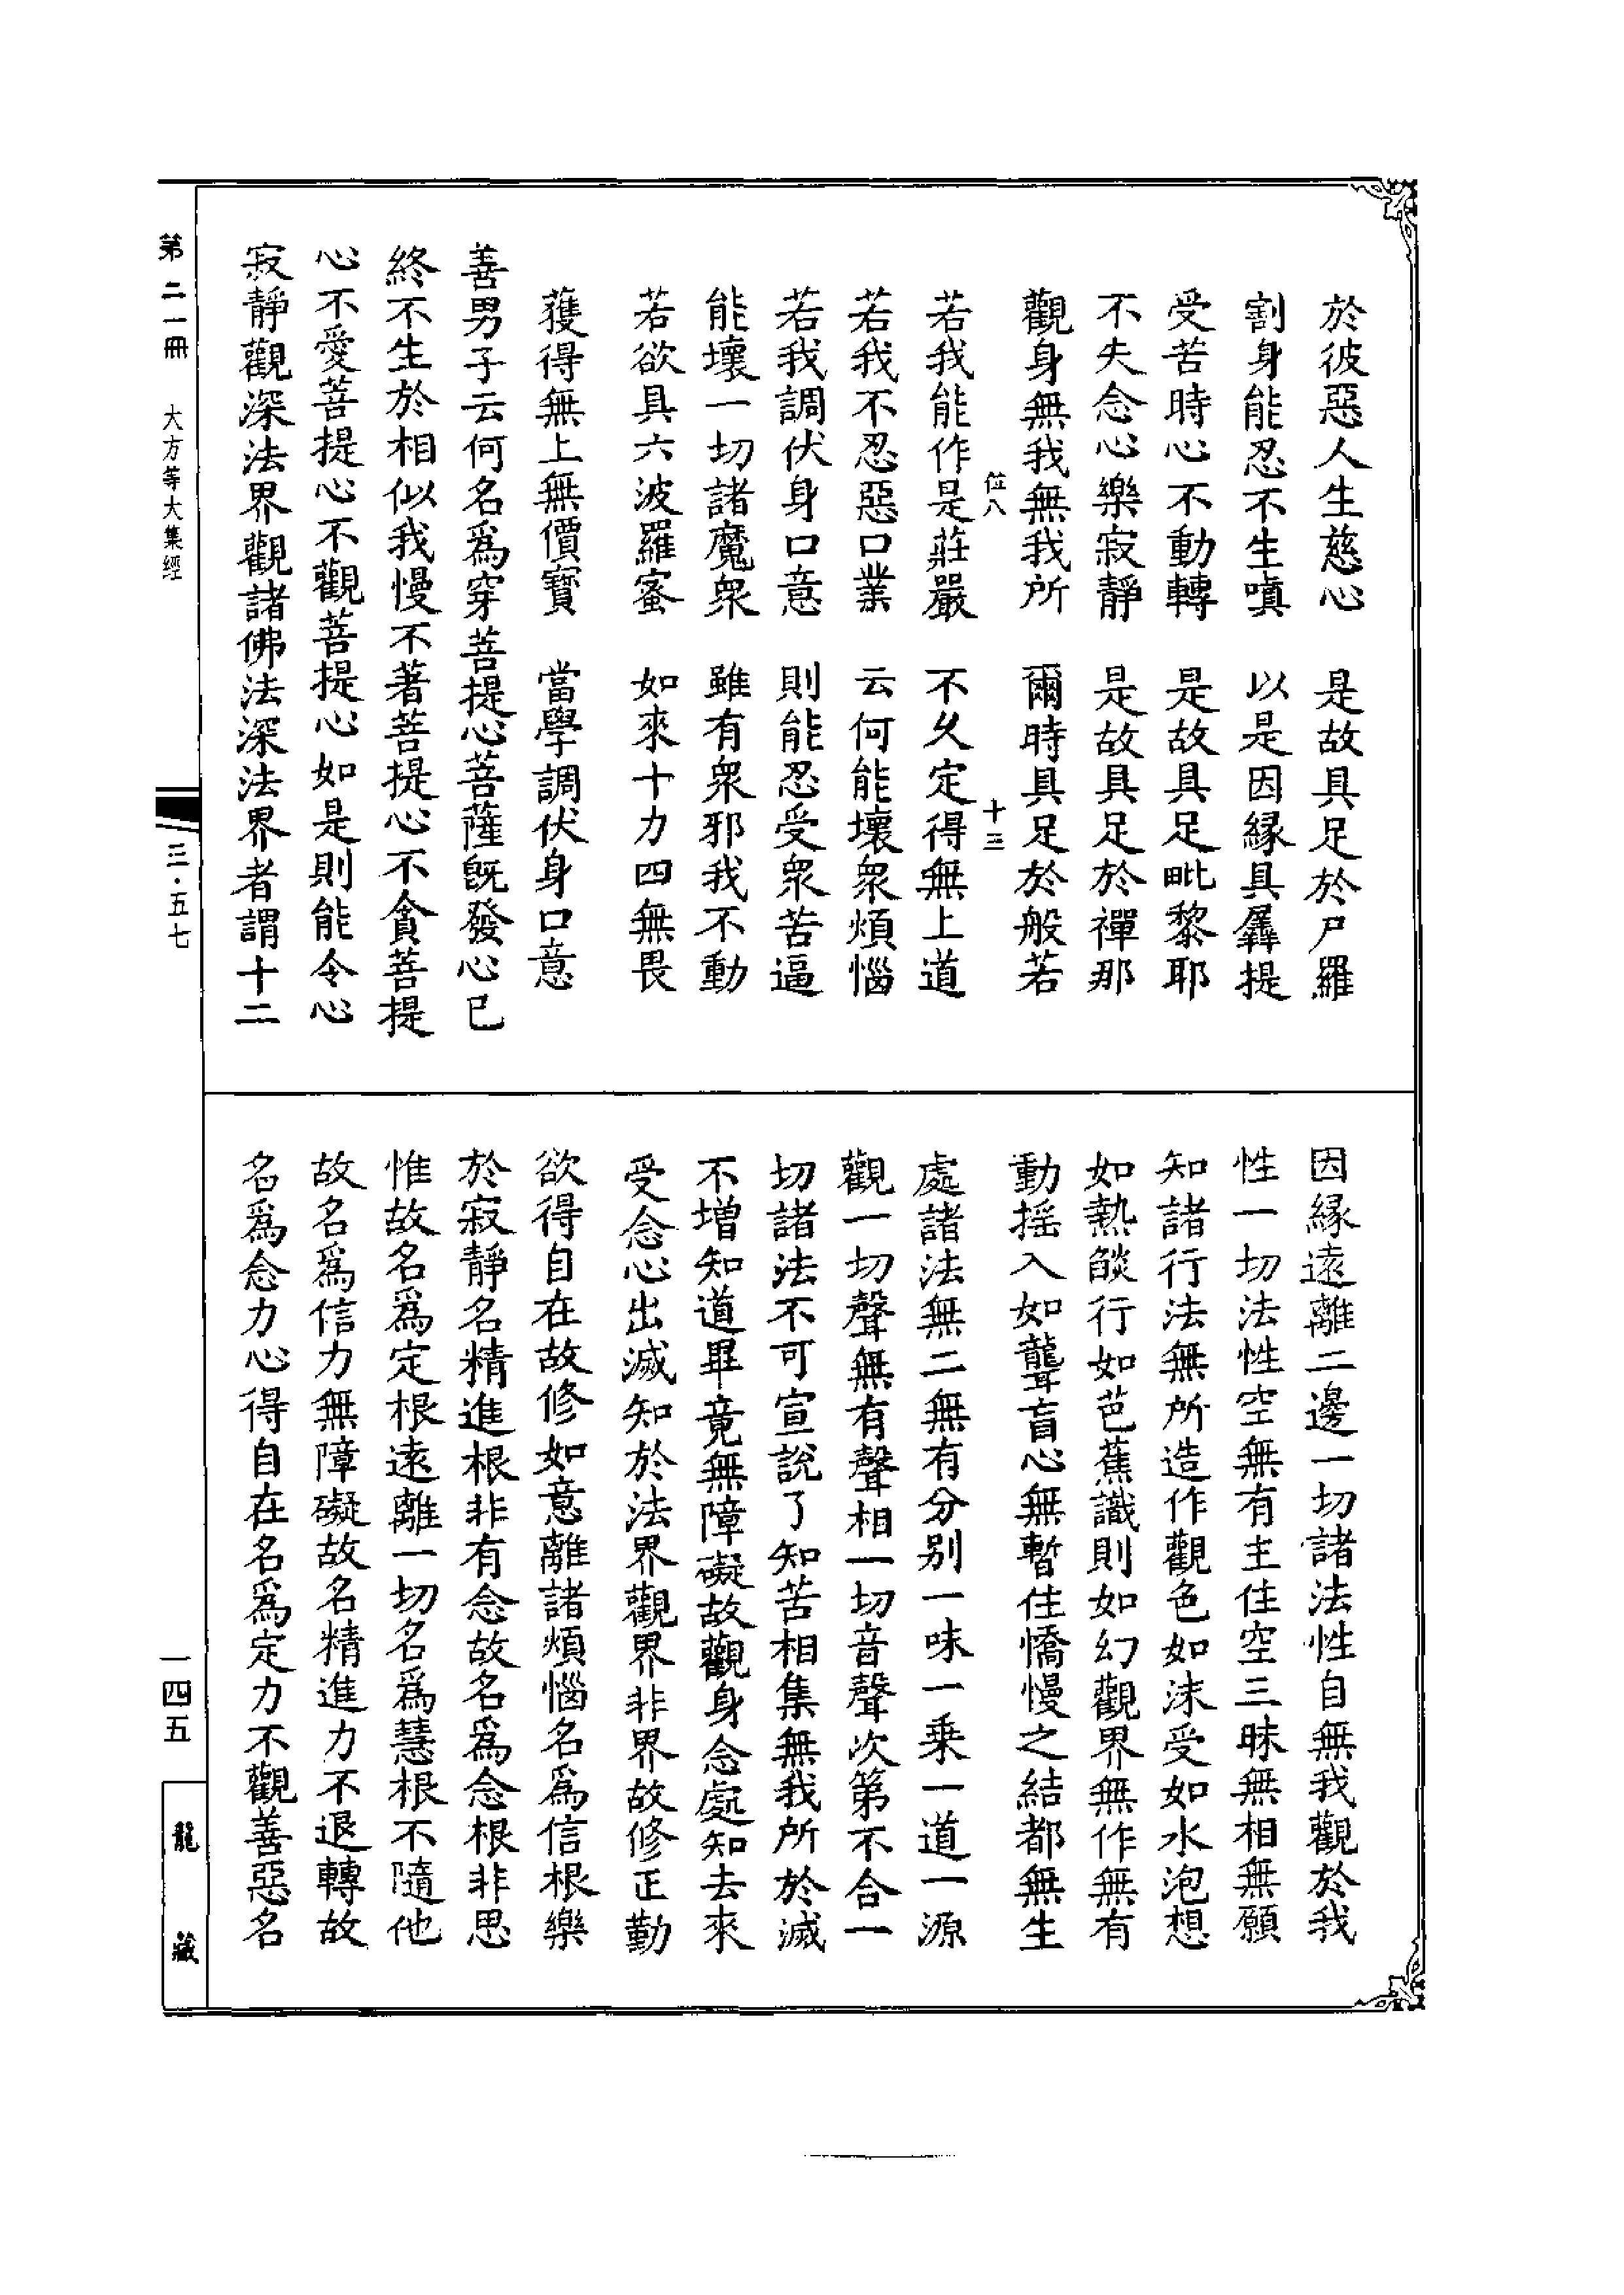 於彼惡人生慈心　是故具足於尸羅
割身能忍不生嗔　以是因緣具羼提
受苦時心不動轉　是故具足毗黎耶
不失念心樂寂靜　是故具足於禪那
觀身無我無我所　爾時具足於般若
位八　十三
若我能作是莊嚴　不久定得無上道
若我不忍惡口業　云何能壞衆煩惱
若我調伏身口意　則能忍受衆苦逼
能壞一切諸魔衆　雖有衆邪我不動
若欲具六波羅蜜　如來十力四無畏
獲得無上無價寶　當學調伏身口意
善男子云何名爲穿菩提心菩薩旣發心已
終不生於相似我慢不著菩提心不貪菩提
心不愛菩提心不觀菩提心如是則能令心
寂靜觀深法界觀諸佛法深法界者謂十二
因緣遠離二邊一切諸法性自無我觀於我
性一切法性空無有主住空三昧無相無願
知諸行法無所造作觀色如沫受如水泡想
如熱燄行如芭蕉識則如幻觀界無作無有
動搖入如聾盲心無暫住憍慢之結都無生
處諸法無二無有分别一味一乘一道一源
觀一切聲無有聲相一切音聲次第不合一
切諸法不可宣說了知苦相集無我所於滅
不增知道畢竟無障礙故觀身念處知去來
受念心出滅知於法界觀界非界故修正勤
欲得自在故修如意離諸煩惱名爲信根樂
於寂靜名精進根非有念故名爲念根非思
惟故名爲定根遠離一切名爲慧根不隨他
故名爲信力無障礙故名精進力不退轉故
名爲念力心得自在名爲定力不觀善惡名
第二一冊　大方等大集經
三·五七
一四五
龍藏